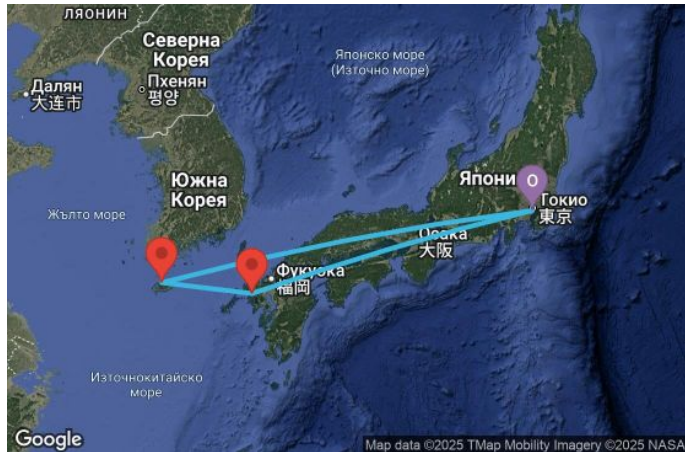 ЛЯОНИН
Северна
Корея
Пхенян
평양
Далян
大连市
Японско море
(Източно море)
Южна
Корея
Жълто море
Япони
O
Токио
東京
Осака
大阪
Фукуока
福岡
Източнокитайско
море
Google
Map data ©2025 TMap Mobility Imagery ©2025 NASA